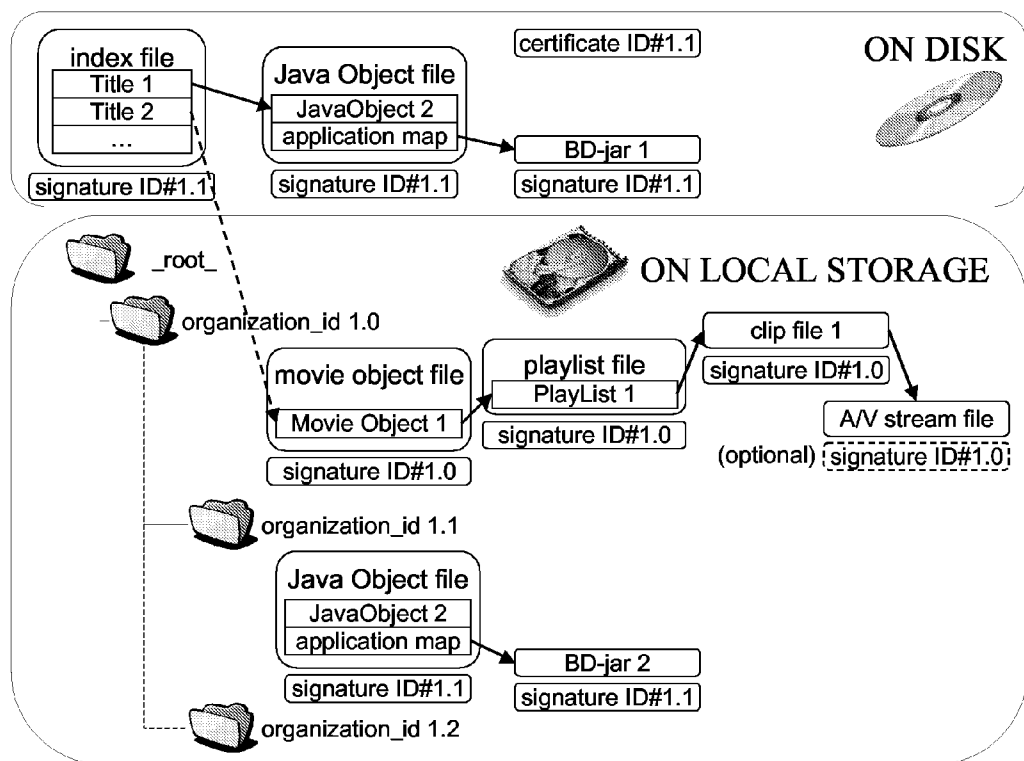 certificate ID#1.1
ON DISK
index file
Title 1
Title 2
...
signature ID#1.1
Java Object file
JavaObject 2
application map
signature ID#1.1
BD-jar 1
signature ID#1.1
_root_
ON LOCAL STORAGE
organization_id 1.0
movie object file
Movie Object 1
signature ID#1.0
playlist file
PlayList 1
signature ID#1.0
clip file 1
signature ID#1.0
A/V stream file
(optional) signature ID#1.0
organization_id 1.1
Java Object file
JavaObject 2
application map
signature ID#1.1
BD-jar 2
signature ID#1.1
organization_id 1.2